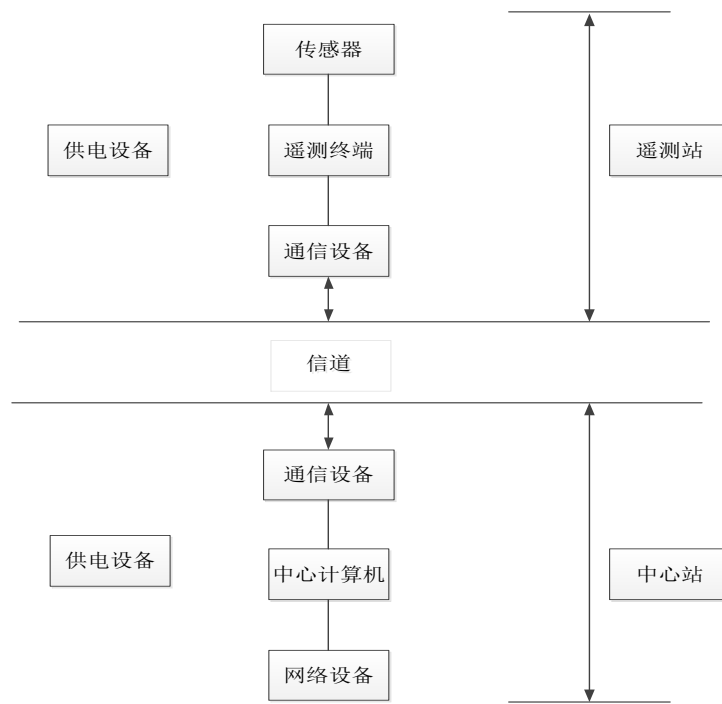 传感器
供电设备
遥测终端
遥测站
通信设备
信道
通信设备
供电设备
中心计算机
中心站
网络设备